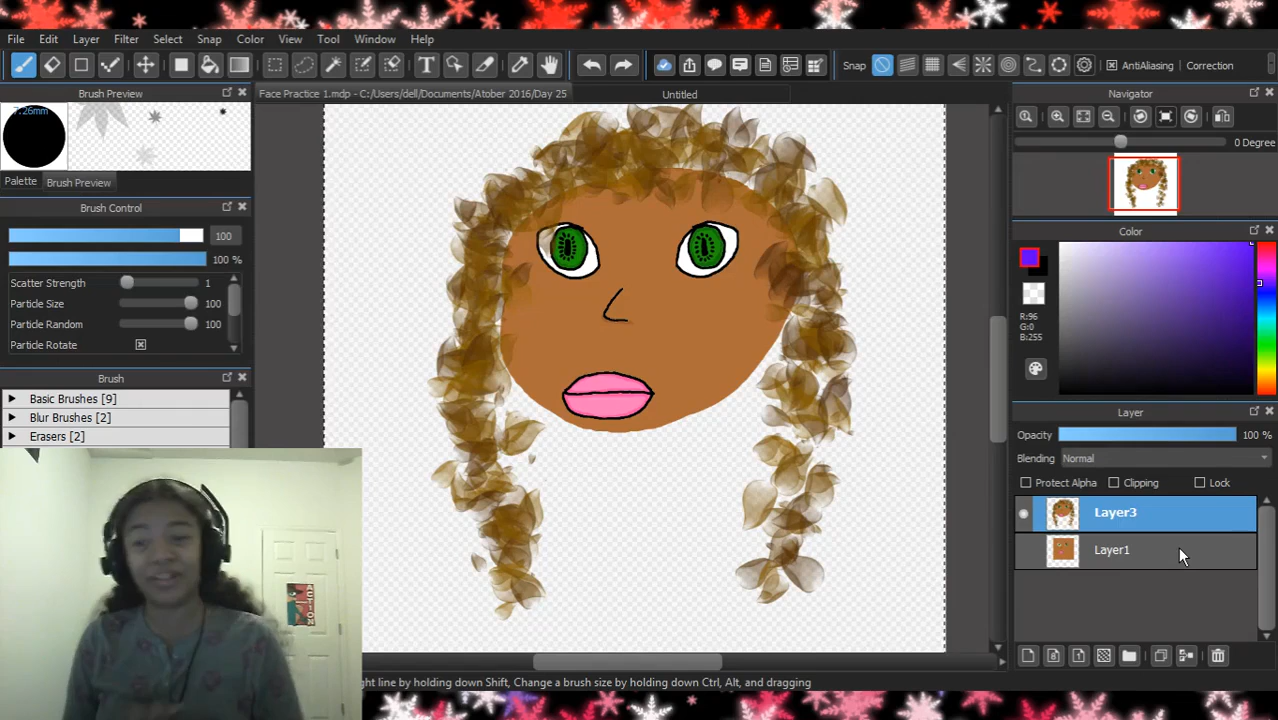 File Edit Layer Filter Select Snap Color View Tool Window Help
Snap AntiAliasing Correction
Brush Preview
Face Practice 1.mdp - C:/Users/dell/Documents/Atober 2016/Day 25
Untitled
Navigator
7.26mm
0 Degree
Palette Brush Preview
Brush Control
100
100 %
Scatter Strength 1
Particle Size 100
Particle Random 100
Particle Rotate
Color
R:96
G:0
B:255
Brush
Basic Brushes [9]
Blur Brushes [2]
Erasers [2]
Layer
Opacity 100 %
Blending Normal
Protect Alpha Clipping Lock
Layer3
Layer1
ACTION
ght line by holding down Shift, Change a brush size by holding down Ctrl, Alt, and dragging